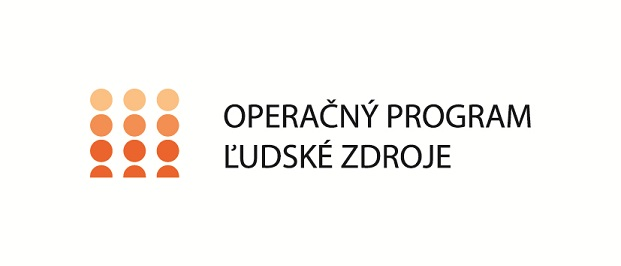 OPERAČNÝ PROGRAM
ĽUDSKÉ ZDROJE